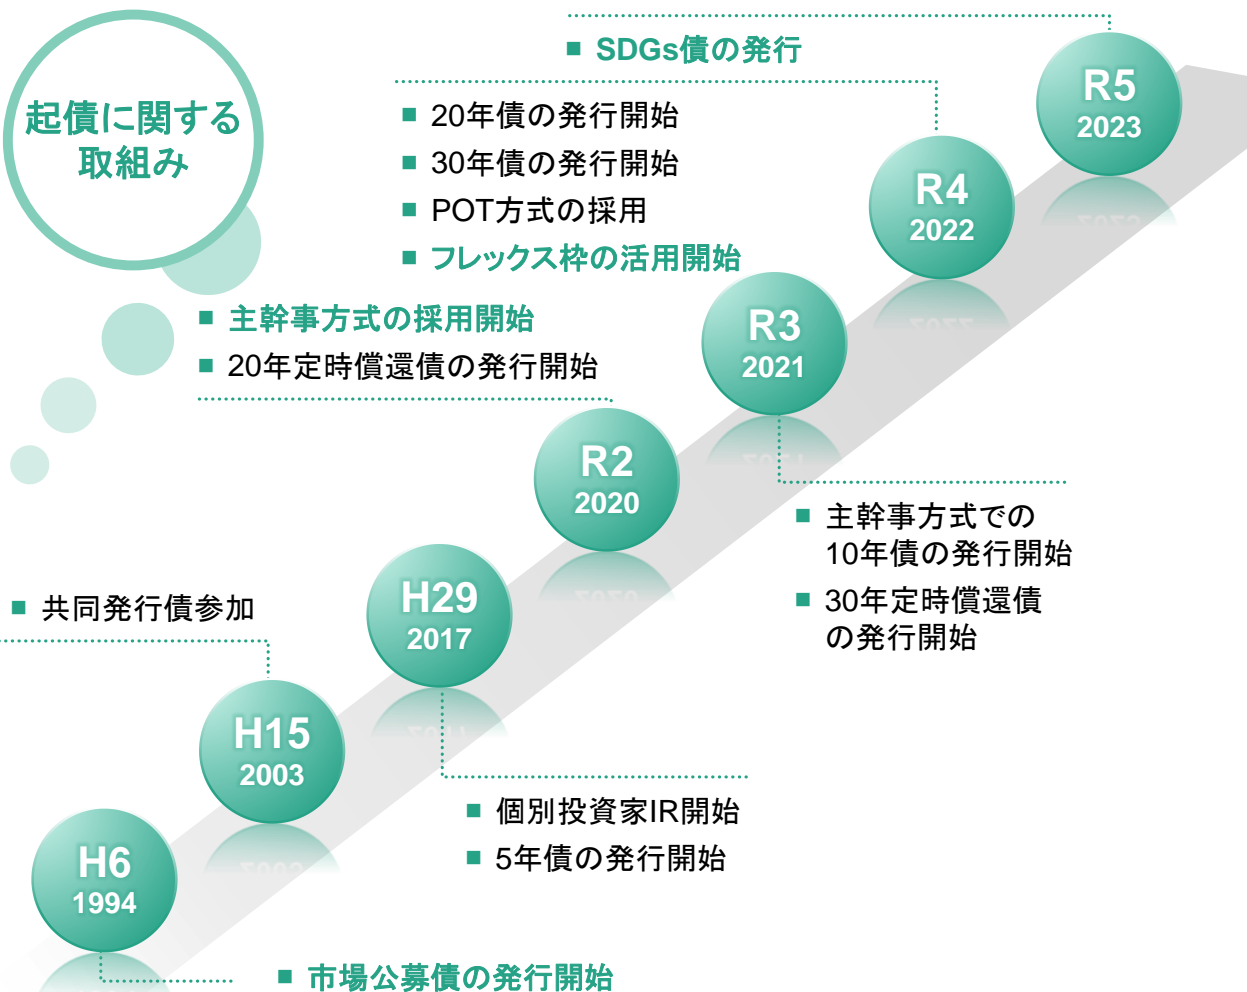 起債に関する
取組み
SDGs債の発行
R5
2023
20年債の発行開始
30年債の発行開始
POT方式の採用
フレックス枠の活用開始
R4
2022
主幹事方式の採用開始
20年定時償還債の発行開始
R3
2021
主幹事方式での
10年債の発行開始
30年定時償還債
の発行開始
R2
2020
共同発行債参加
H29
2017
個別投資家IR開始
5年債の発行開始
H15
2003
H6
1994
市場公募債の発行開始